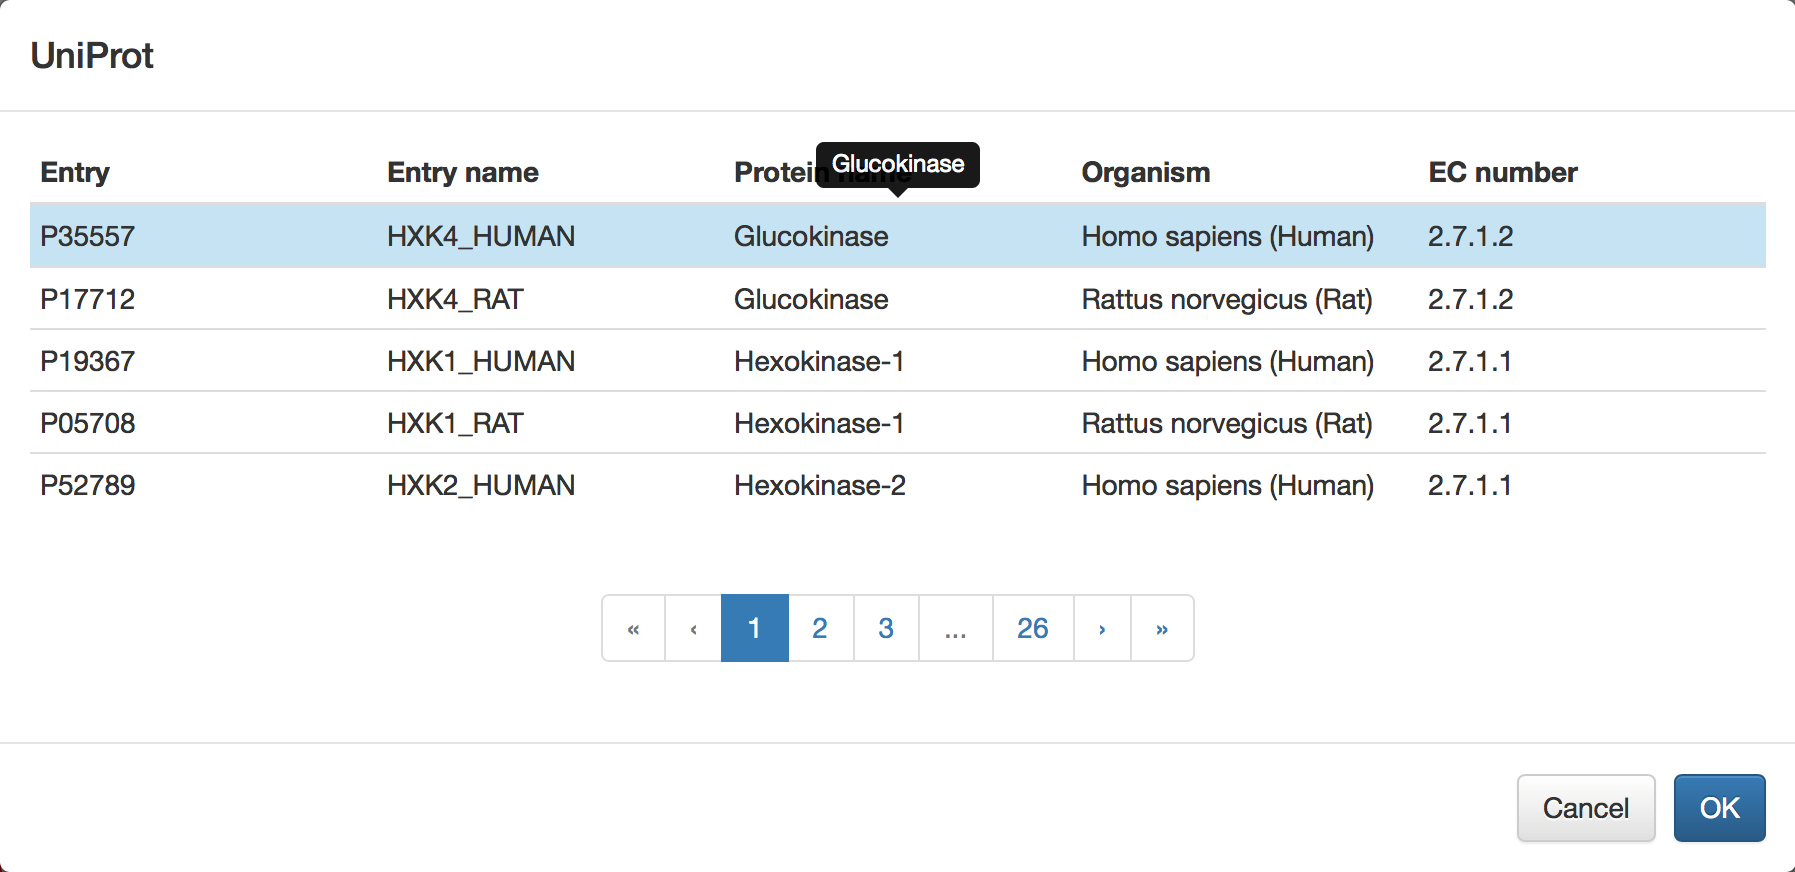 UniProt
Glucokinase
Entry Entry name Protein name Organism EC number
P35557 HXK4_HUMAN Glucokinase Homo sapiens (Human) 2.7.1.2
P17712 HXK4_RAT Glucokinase Rattus norvegicus (Rat) 2.7.1.2
P19367 HXK1_HUMAN Hexokinase-1 Homo sapiens (Human) 2.7.1.1
P05708 HXK1_RAT Hexokinase-1 Rattus norvegicus (Rat) 2.7.1.1
P52789 HXK2_HUMAN Hexokinase-2 Homo sapiens (Human) 2.7.1.1
« ‹ 1 2 3 ... 26 › »
Cancel OK